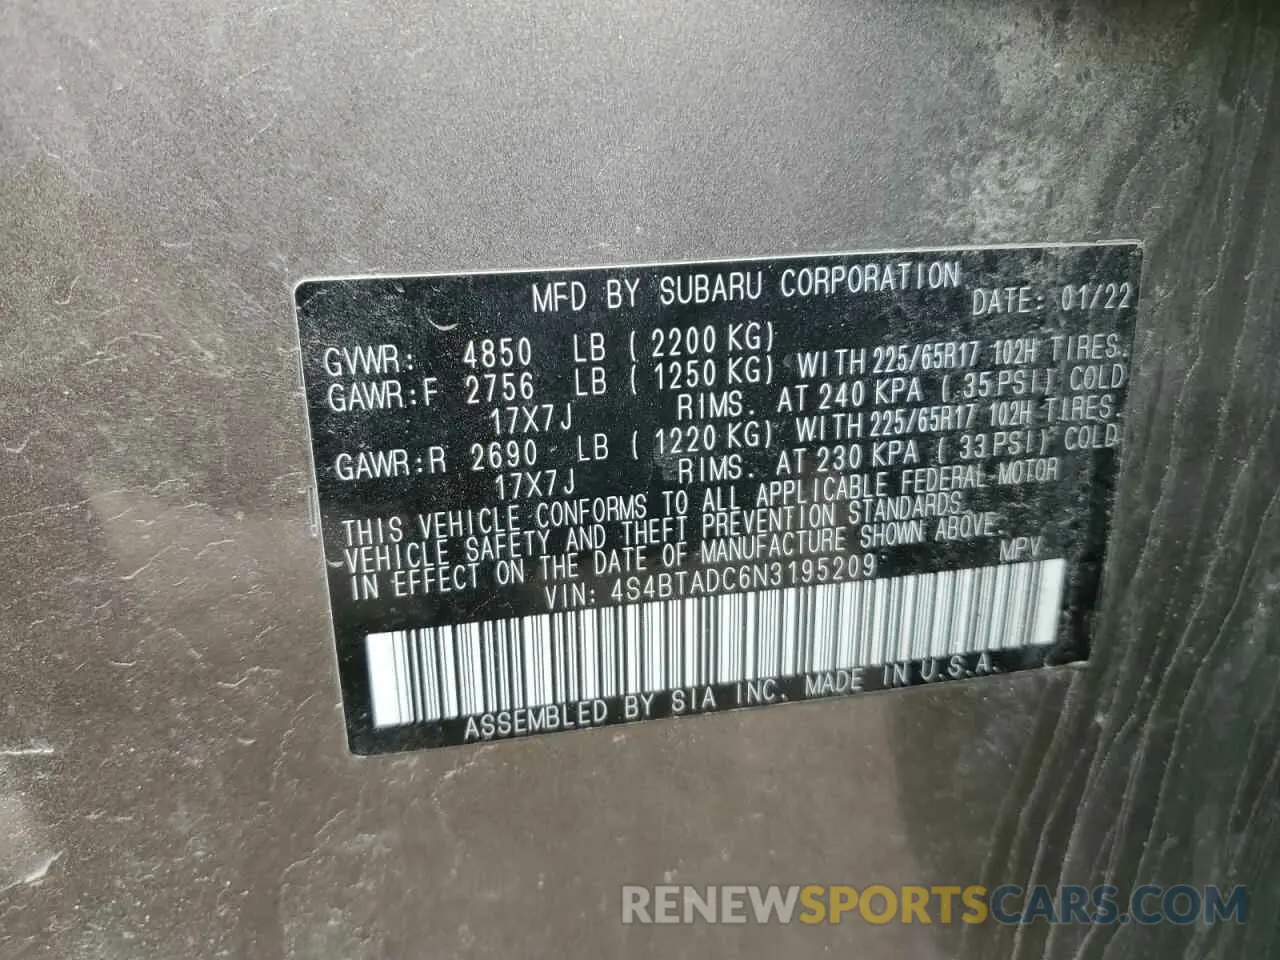 MFD BY SUBARU CORPORATION
DATE: 01/22
GVWR: 4850 LB (2200 KG)
GAWR:F 2756 LB (1250 KG) WITH 225/65R17 102H TIRES.
17X7J RIMS. AT 240 KPA (35PSI) COLD
GAWR:R 2690 LB (1220 KG) WITH 225/65R17 102H TIRES.
17X7J RIMS. AT 230 KPA (33PSI) COLD
THIS VEHICLE CONFORMS TO ALL APPLICABLE FEDERAL MOTOR
VEHICLE SAFETY AND THEFT PREVENTION STANDARDS
IN EFFECT ON THE DATE OF MANUFACTURE SHOWN ABOVE.
VIN: 4S4BTADC6N3195209 MPV
ASSEMBLED BY SIA INC. MADE IN U.S.A.
RENEWSPORTSCARS.COM